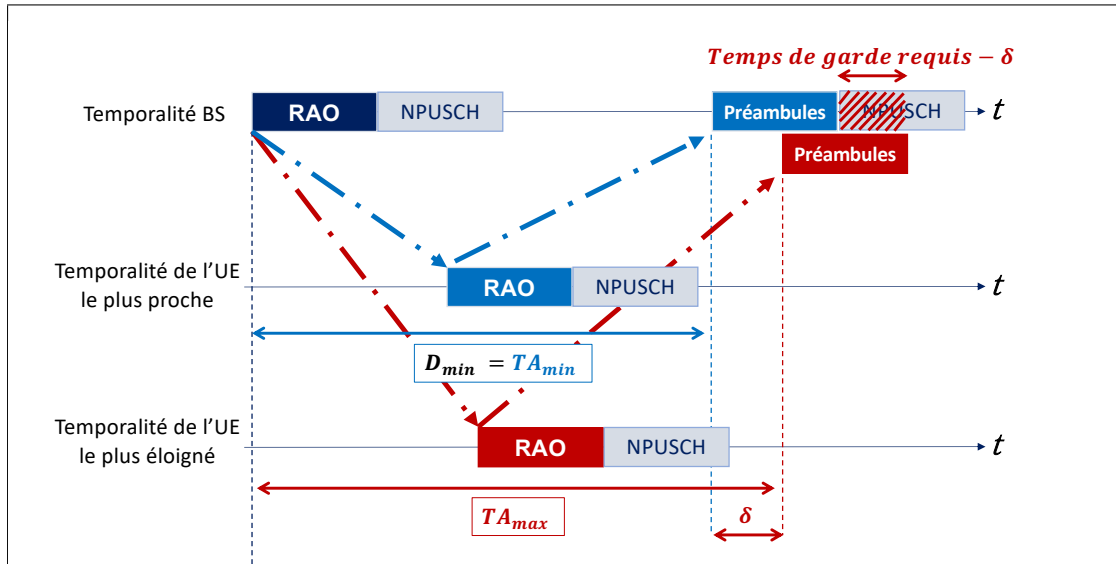 Temps de garde requis − δ
Temporalité BS
RAO
NPUSCH
Préambules
NPUSCH
t
Préambules
Temporalité de l’UE
le plus proche
RAO
NPUSCH
t
D_min = TA_min
Temporalité de l’UE
le plus éloigné
RAO
NPUSCH
t
TA_max
δ